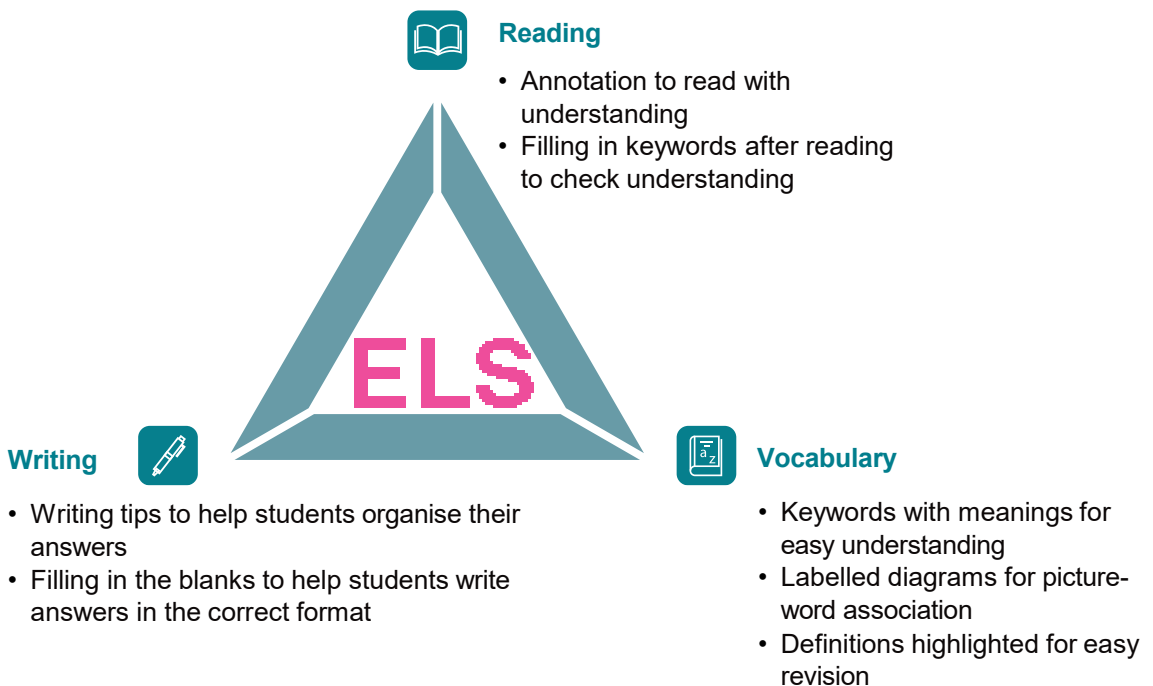 Reading
• Annotation to read with
understanding
• Filling in keywords after reading
to check understanding
ELS
Writing
• Writing tips to help students organise their
answers
• Filling in the blanks to help students write
answers in the correct format
a z
Vocabulary
• Keywords with meanings for
easy understanding
• Labelled diagrams for picture-
word association
• Definitions highlighted for easy
revision